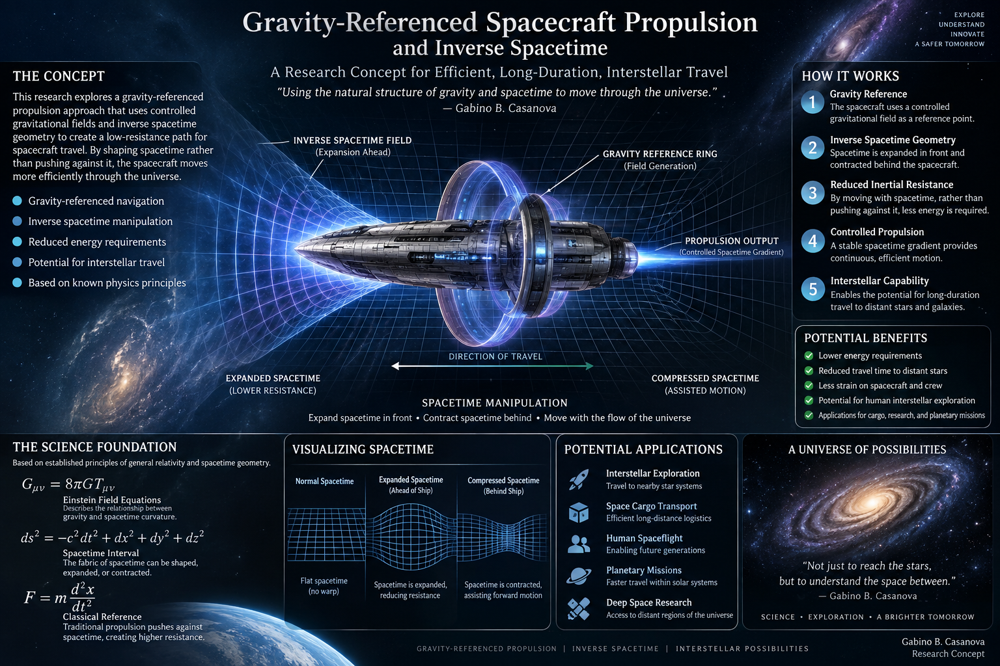 Gravity-Referenced Spacecraft Propulsion
and Inverse Spacetime
A Research Concept for Efficient, Long-Duration, Interstellar Travel
“Using the natural structure of gravity and spacetime to move through the universe.”
— Gabino B. Casanova
EXPLORE
UNDERSTAND
INNOVATE
A SAFER TOMORROW
THE CONCEPT
This research explores a gravity-referenced
propulsion approach that uses controlled
gravitational fields and inverse spacetime
geometry to create a low-resistance path for
spacecraft travel. By shaping spacetime rather
than pushing against it, the spacecraft moves
more efficiently through the universe.
Gravity-referenced navigation
Inverse spacetime manipulation
Reduced energy requirements
Potential for interstellar travel
Based on known physics principles
INVERSE SPACETIME FIELD
(Expansion Ahead)
GRAVITY REFERENCE RING
(Field Generation)
PROPULSION OUTPUT
(Controlled Spacetime Gradient)
DIRECTION OF TRAVEL
EXPANDED SPACETIME
(LOWER RESISTANCE)
COMPRESSED SPACETIME
(ASSISTED MOTION)
SPACETIME MANIPULATION
Expand spacetime in front • Contract spacetime behind • Move with the flow of the universe
HOW IT WORKS
1
Gravity Reference
The spacecraft uses a controlled
gravitational field as a reference point.
2
Inverse Spacetime Geometry
Spacetime is expanded in front and
contracted behind the spacecraft.
3
Reduced Inertial Resistance
By moving with spacetime, rather than
pushing against it, less energy is required.
4
Controlled Propulsion
A stable spacetime gradient provides
continuous, efficient motion.
5
Interstellar Capability
Enables the potential for long-duration
travel to distant stars and galaxies.
POTENTIAL BENEFITS
Lower energy requirements
Reduced travel time to distant stars
Less strain on spacecraft and crew
Potential for human interstellar exploration
Applications for cargo, research, and planetary missions
THE SCIENCE FOUNDATION
Based on established principles of general relativity and spacetime geometry.
Gμν = 8πGTμν
Einstein Field Equations
Describes the relationship between
gravity and spacetime curvature.
ds² = −c²dt² + dx² + dy² + dz²
Spacetime Interval
The fabric of spacetime can be shaped,
expanded, or contracted.
F = m d²x/dt²
Classical Reference
Traditional propulsion pushes against
spacetime, creating higher resistance.
VISUALIZING SPACETIME
Normal Spacetime
Flat spacetime
(no warp)
Expanded Spacetime
(Ahead of Ship)
Spacetime is expanded,
reducing resistance
Compressed Spacetime
(Behind Ship)
Spacetime is contracted,
assisting forward motion
POTENTIAL APPLICATIONS
Interstellar Exploration
Travel to nearby star systems
Space Cargo Transport
Efficient long-distance logistics
Human Spaceflight
Enabling future generations
Planetary Missions
Faster travel within solar systems
Deep Space Research
Access to distant regions of the universe
A UNIVERSE OF POSSIBILITIES
“Not just to reach the stars,
but to understand the space between.”
— Gabino B. Casanova
SCIENCE • EXPLORATION • A BRIGHTER TOMORROW
GRAVITY-REFERENCED PROPULSION | INVERSE SPACETIME | INTERSTELLAR POSSIBILITIES
Gabino B. Casanova
Research Concept